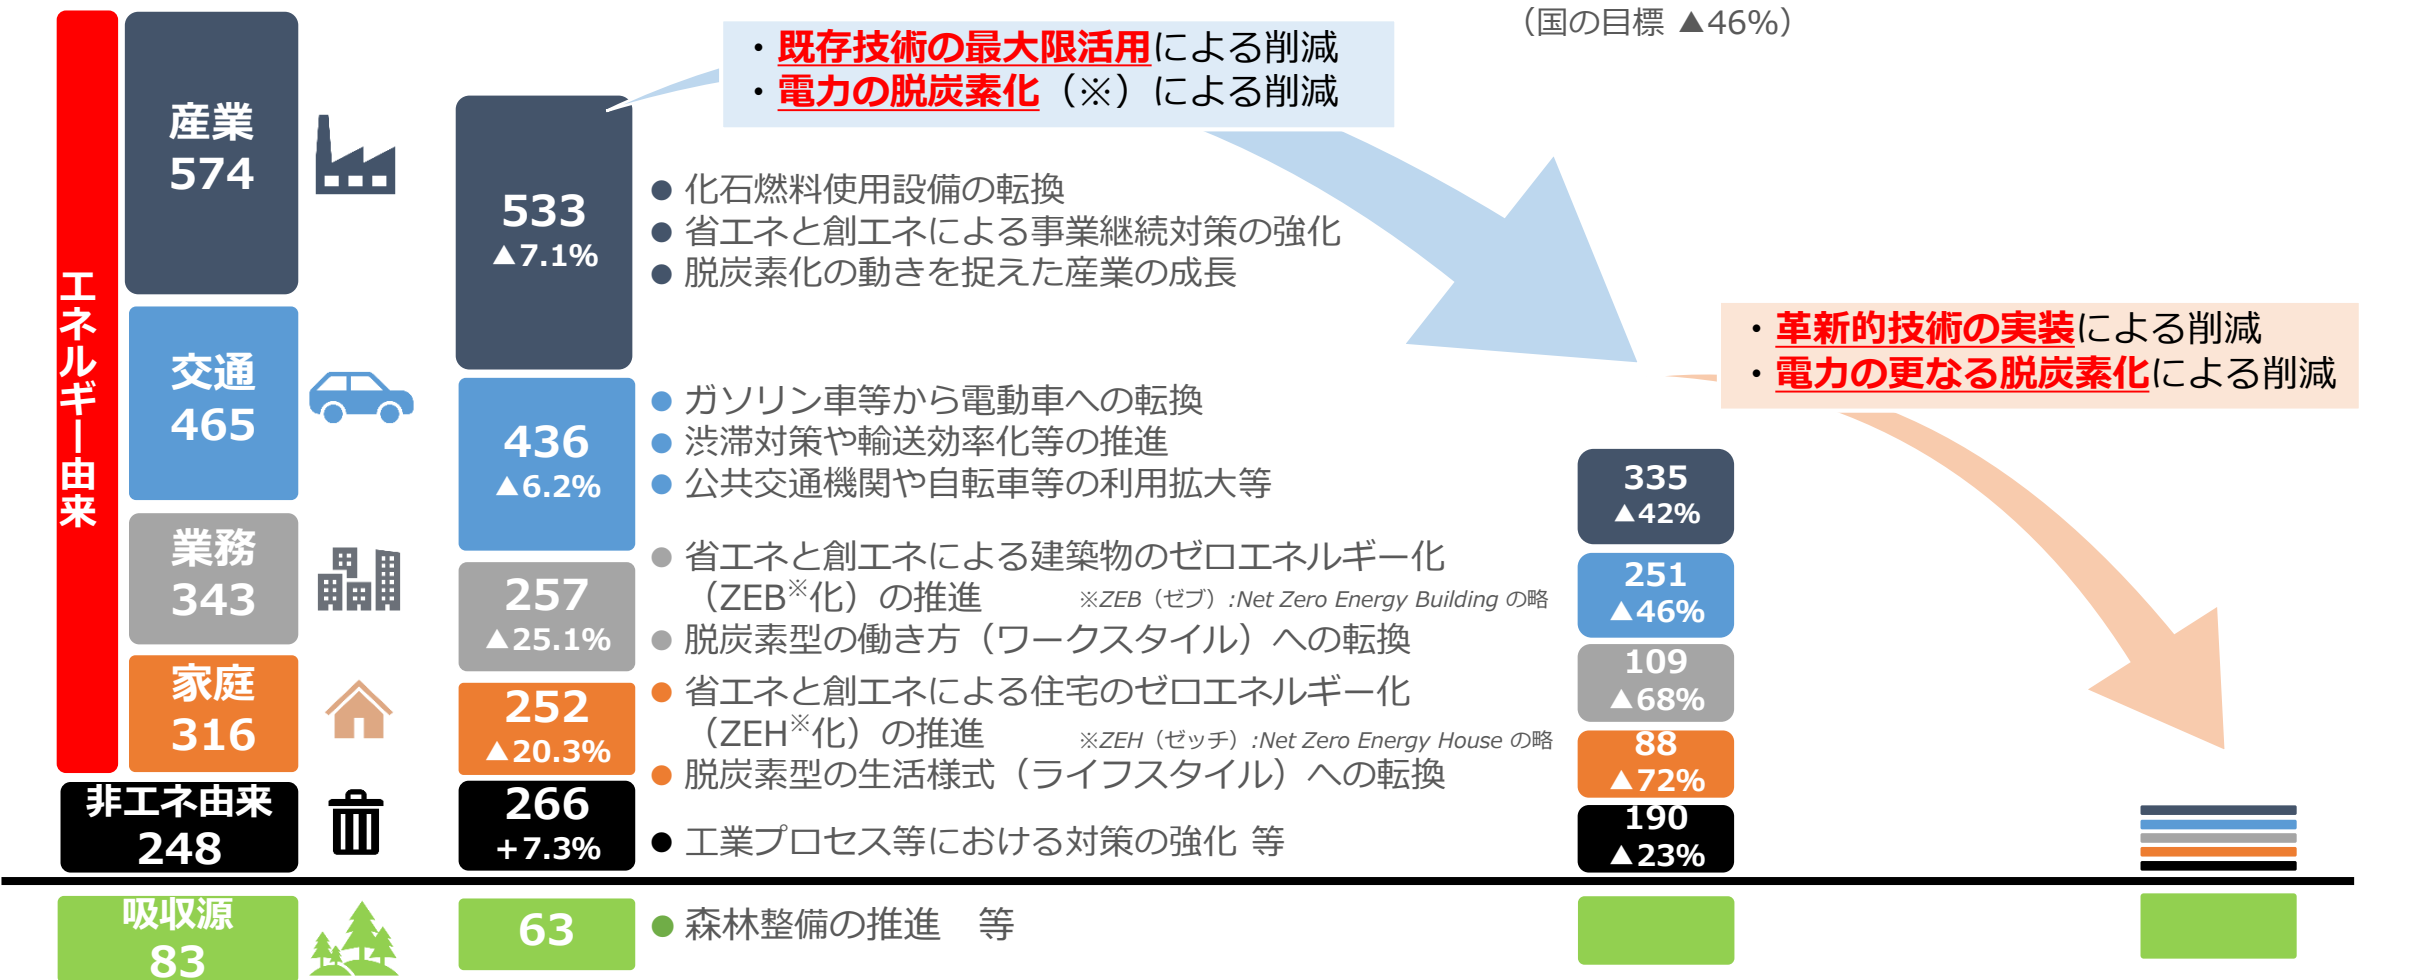 （国の目標 ▲46%）
・既存技術の最大限活用による削減
・電力の脱炭素化（※）による削減
エネルギー由来
産業
574
533
▲7.1%
● 化石燃料使用設備の転換
● 省エネと創エネによる事業継続対策の強化
● 脱炭素化の動きを捉えた産業の成長
・革新的技術の実装による削減
・電力の更なる脱炭素化による削減
交通
465
436
▲6.2%
● ガソリン車等から電動車への転換
● 渋滞対策や輸送効率化等の推進
● 公共交通機関や自転車等の利用拡大等
335
▲42%
業務
343
257
▲25.1%
● 省エネと創エネによる建築物のゼロエネルギー化
（ZEB※化）の推進 ※ZEB（ゼブ）:Net Zero Energy Building の略
● 脱炭素型の働き方（ワークスタイル）への転換
251
▲46%
109
▲68%
家庭
316
252
▲20.3%
● 省エネと創エネによる住宅のゼロエネルギー化
（ZEH※化）の推進 ※ZEH（ゼッチ）:Net Zero Energy House の略
● 脱炭素型の生活様式（ライフスタイル）への転換
88
▲72%
非エネ由来
248
266
+7.3%
● 工業プロセス等における対策の強化 等
190
▲23%
吸収源
83
63
● 森林整備の推進　等